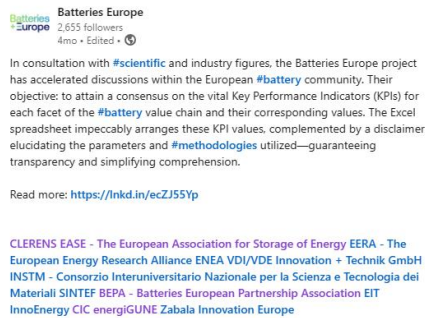 Batteries Europe
Batteries Europe
2,655 followers
4mo • Edited •
In consultation with #scientific and industry figures, the Batteries Europe project
has accelerated discussions within the European #battery community. Their
objective: to attain a consensus on the vital Key Performance Indicators (KPIs) for
each facet of the #battery value chain and their corresponding values. The Excel
spreadsheet impeccably arranges these KPI values, complemented by a disclaimer
elucidating the parameters and #methodologies utilized—guaranteeing
transparency and simplifying comprehension.
Read more: https://lnkd.in/ecZJ55Yp
CLERENS EASE - The European Association for Storage of Energy EERA - The
European Energy Research Alliance ENEA VDI/VDE Innovation + Technik GmbH
INSTM - Consorzio Interuniversitario Nazionale per la Scienza e Tecnologia dei
Materiali SINTEF BEPA - Batteries European Partnership Association EIT
InnoEnergy CIC energiGUNE Zabala Innovation Europe